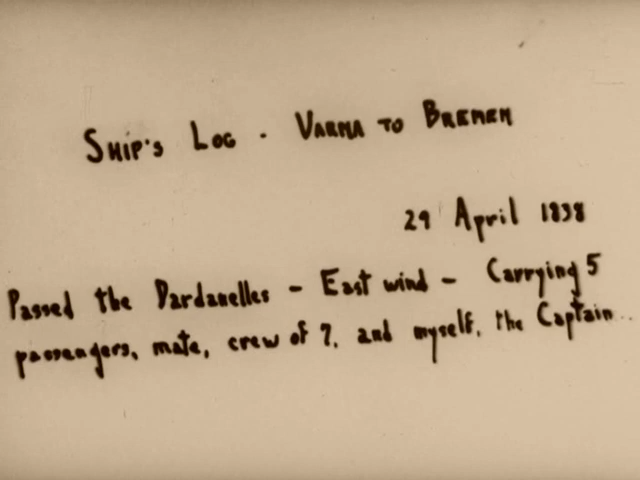 Ship's Log - Varna to Bremen
29 April 1838
Passed the Dardanelles - East wind - Carrying 5
passengers, mate, crew of 7, and myself, the Captain...